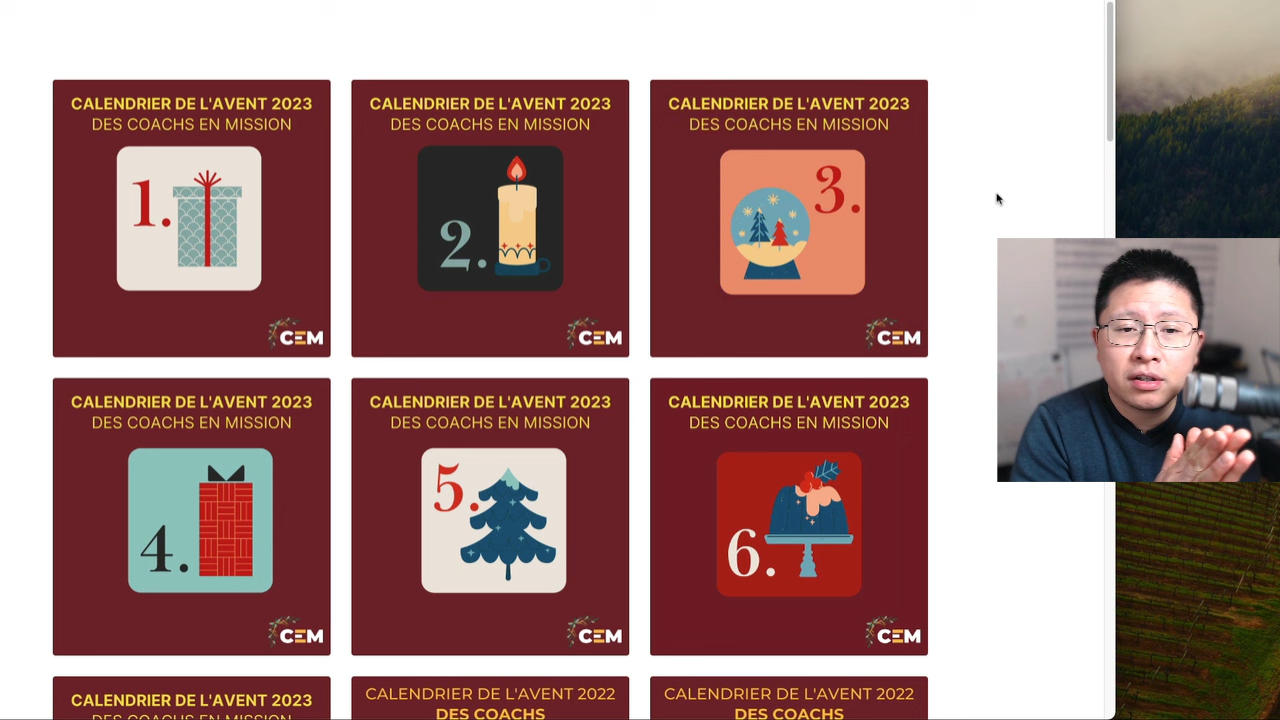 CALENDRIER DE L'AVENT 2023
DES COACHS EN MISSION
1.
CEM
CALENDRIER DE L'AVENT 2023
DES COACHS EN MISSION
2.
CEM
CALENDRIER DE L'AVENT 2023
DES COACHS EN MISSION
3.
CEM
CALENDRIER DE L'AVENT 2023
DES COACHS EN MISSION
4.
CEM
CALENDRIER DE L'AVENT 2023
DES COACHS EN MISSION
5.
CEM
CALENDRIER DE L'AVENT 2023
DES COACHS EN MISSION
6.
CEM
CALENDRIER DE L'AVENT 2023
DES COACHS EN MISSION
CALENDRIER DE L'AVENT 2022
DES COACHS
CALENDRIER DE L'AVENT 2022
DES COACHS